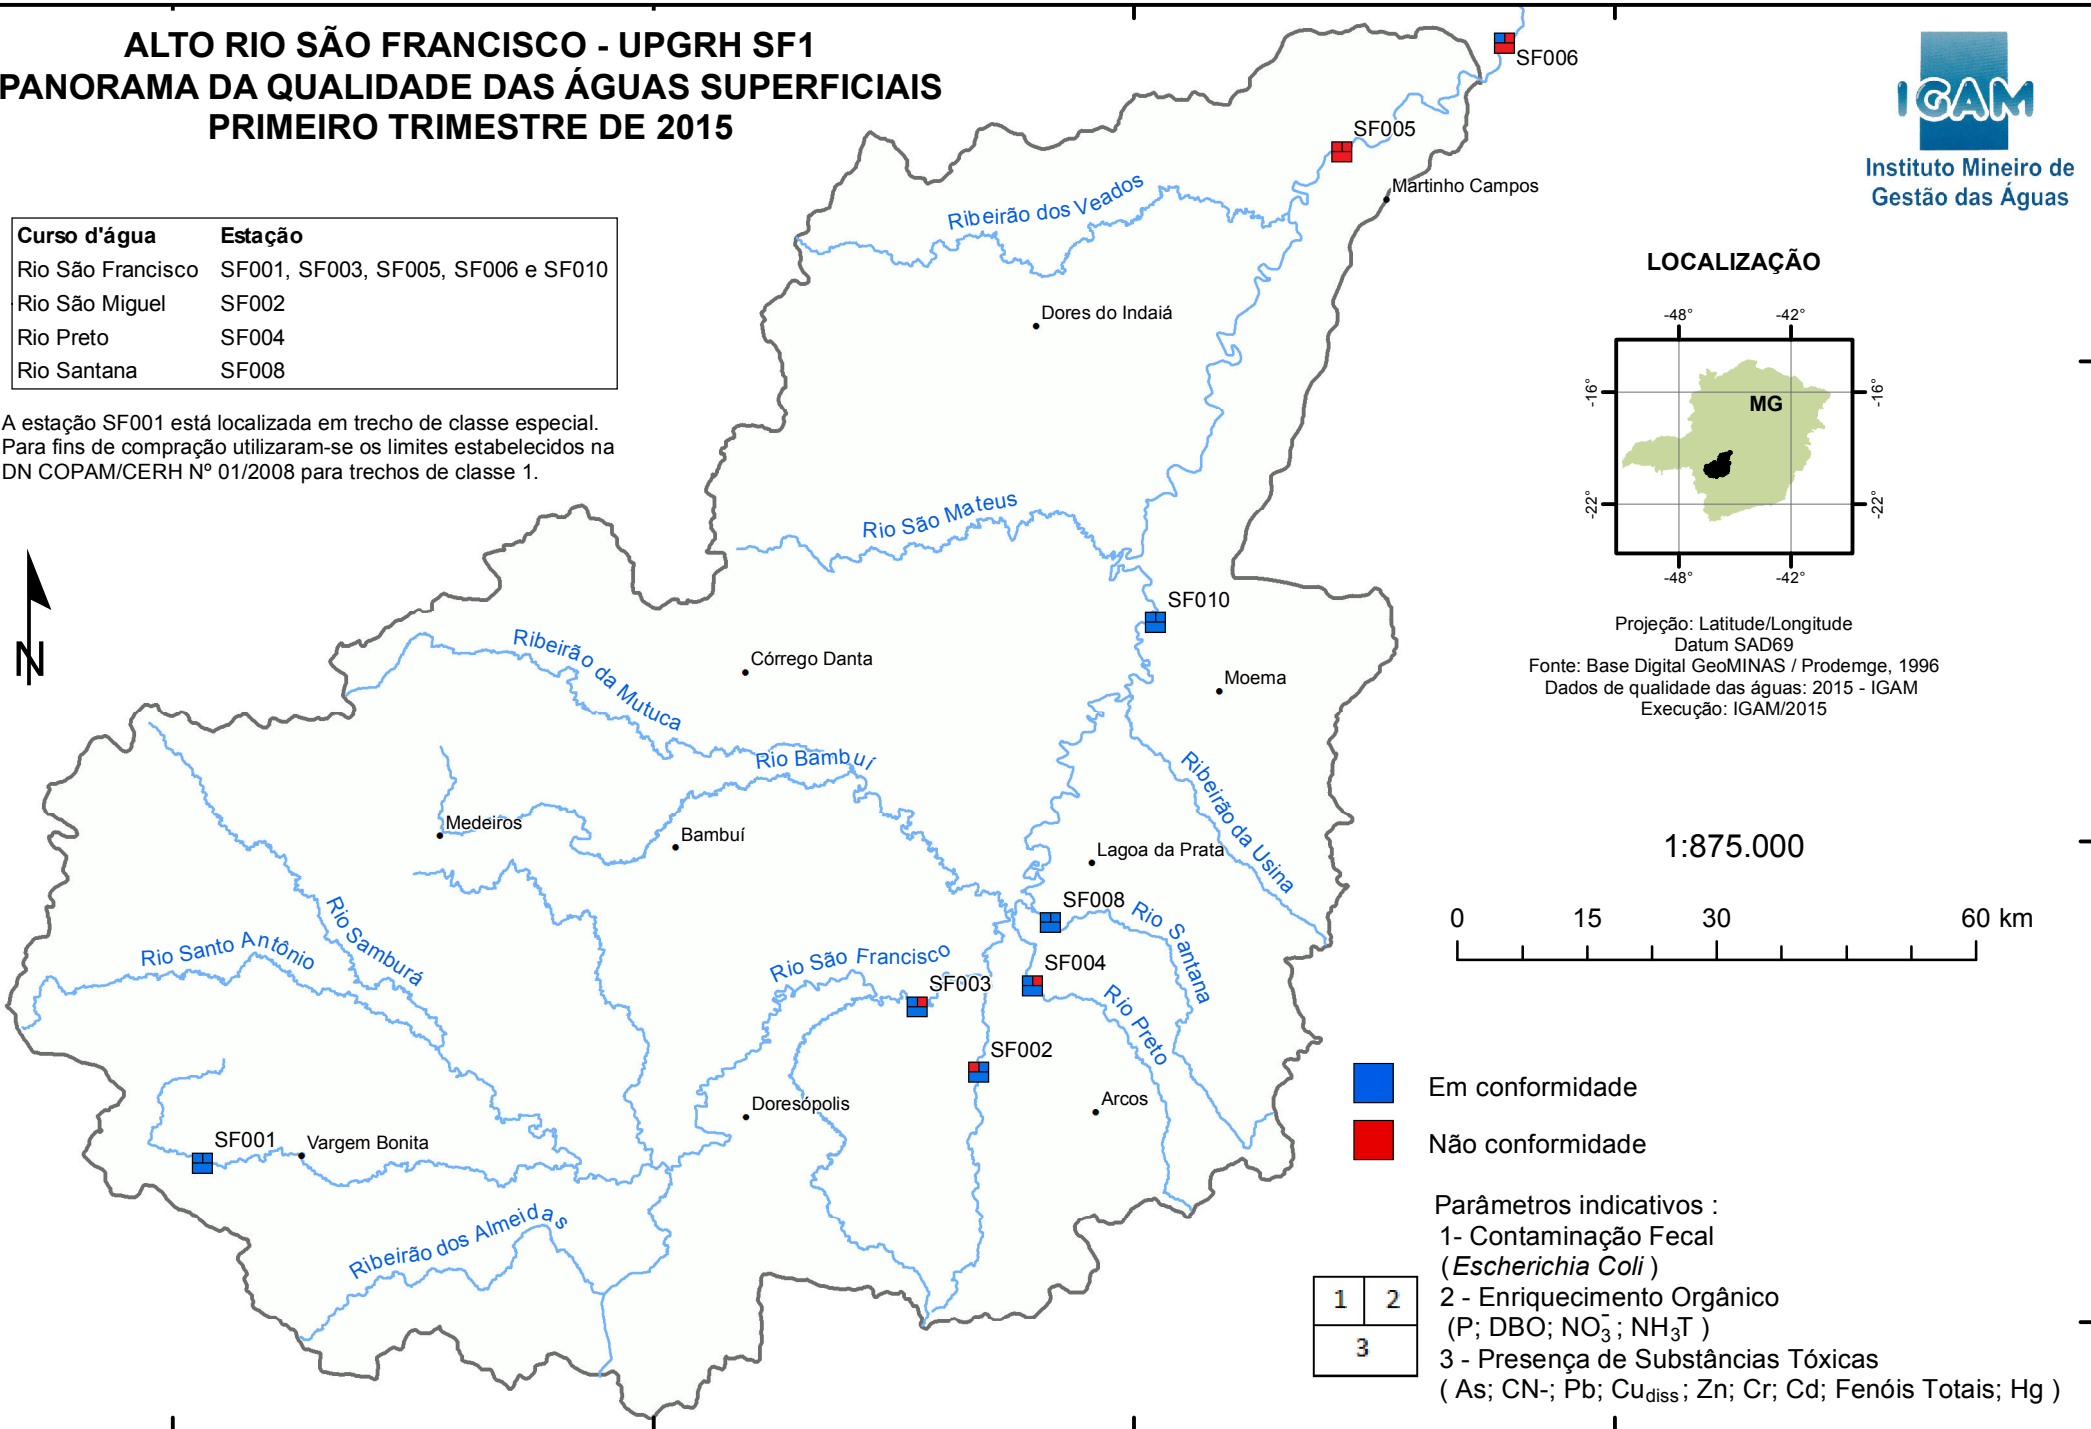 ALTO RIO SÃO FRANCISCO - UPGRH SF1
PANORAMA DA QUALIDADE DAS ÁGUAS SUPERFICIAIS
PRIMEIRO TRIMESTRE DE 2015
IGAM
Instituto Mineiro de
Gestão das Águas
Curso d'água Estação
Rio São Francisco SF001, SF003, SF005, SF006 e SF010
Rio São Miguel SF002
Rio Preto SF004
Rio Santana SF008
A estação SF001 está localizada em trecho de classe especial.
Para fins de compração utilizaram-se os limites estabelecidos na
DN COPAM/CERH Nº 01/2008 para trechos de classe 1.
N
SF006
SF005
Martinho Campos
Ribeirão dos Veados
Dores do Indaiá
Rio São Mateus
SF010
Ribeirão da Mutuca
Córrego Danta
Moema
Rio Bambuí
Ribeirão da Usina
Medeiros
Bambuí
Lagoa da Prata
SF008
Rio Santana
Rio Samburá
Rio Santo Antônio
Rio São Francisco
SF004
SF003
Rio Preto
SF002
Doresópolis
Arcos
SF001
Vargem Bonita
Ribeirão dos Almeidas
LOCALIZAÇÃO
-48° -42°
-16° -16°
MG
-22° -22°
-48° -42°
Projeção: Latitude/Longitude
Datum SAD69
Fonte: Base Digital GeoMINAS / Prodemge, 1996
Dados de qualidade das águas: 2015 - IGAM
Execução: IGAM/2015
1:875.000
0 15 30 60 km
Em conformidade
Não conformidade
Parâmetros indicativos :
1- Contaminação Fecal
(Escherichia Coli )
2 - Enriquecimento Orgânico
(P; DBO; NO₃⁻; NH₃T )
3 - Presença de Substâncias Tóxicas
( As; CN-; Pb; Cu diss ; Zn; Cr; Cd; Fenóis Totais; Hg )
1 2
3